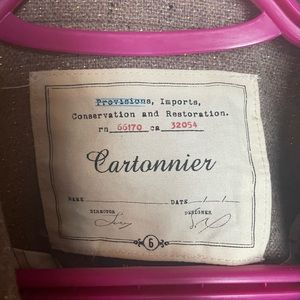 Provisions, Imports,
Conservation and Restoration.
rn 66170 ca 32054
Cartonnier
NAME DATE / /
DIRECTOR DESIGNER
6